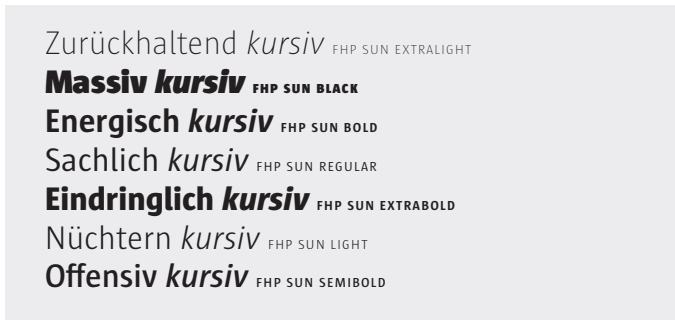 Zurückhaltend kursiv FHP SUN EXTRALIGHT
Massiv kursiv FHP SUN BLACK
Energisch kursiv FHP SUN BOLD
Sachlich kursiv FHP SUN REGULAR
Eindringlich kursiv FHP SUN EXTRABOLD
Nüchtern kursiv FHP SUN LIGHT
Offensiv kursiv FHP SUN SEMIBOLD